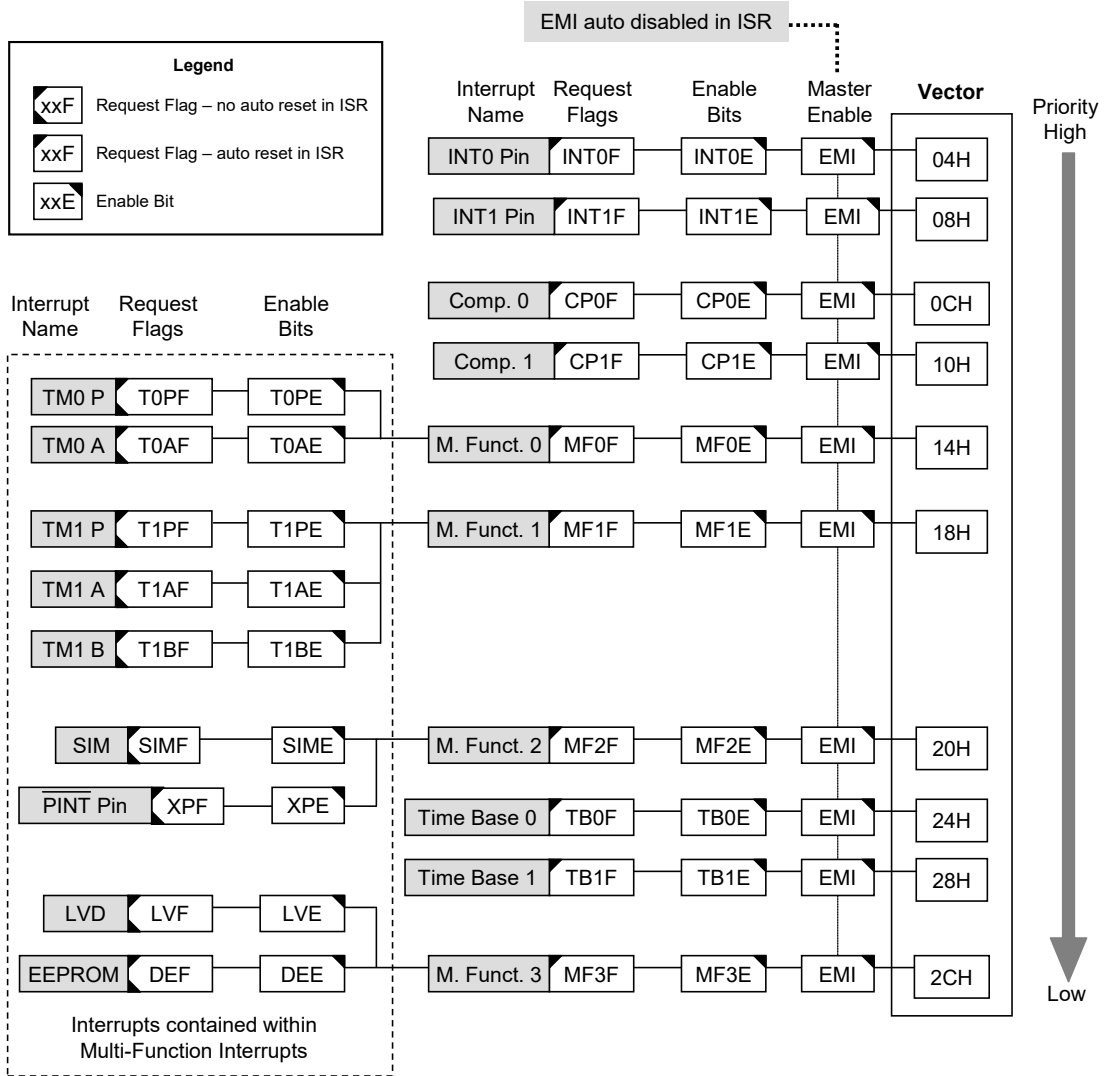 EMI auto disabled in ISR
Legend
xxF Request Flag – no auto reset in ISR
xxF Request Flag – auto reset in ISR
xxE Enable Bit
Interrupt Name
Request Flags
Enable Bits
Master Enable
Vector
Priority High
INT0 Pin INT0F INT0E EMI 04H
INT1 Pin INT1F INT1E EMI 08H
Comp. 0 CP0F CP0E EMI 0CH
Comp. 1 CP1F CP1E EMI 10H
Interrupt Name
Request Flags
Enable Bits
TM0 P T0PF T0PE
TM0 A T0AF T0AE M. Funct. 0 MF0F MF0E EMI 14H
TM1 P T1PF T1PE M. Funct. 1 MF1F MF1E EMI 18H
TM1 A T1AF T1AE
TM1 B T1BF T1BE
SIM SIMF SIME M. Funct. 2 MF2F MF2E EMI 20H
PINT Pin XPF XPE
Time Base 0 TB0F TB0E EMI 24H
Time Base 1 TB1F TB1E EMI 28H
LVD LVF LVE
EEPROM DEF DEE M. Funct. 3 MF3F MF3E EMI 2CH
Low
Interrupts contained within
Multi-Function Interrupts